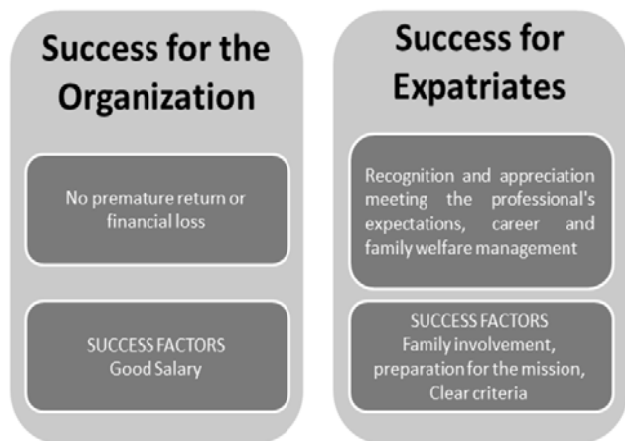 Success for the
Organization
No premature return or
financial loss
SUCCESS FACTORS
Good Salary
Success for
Expatriates
Recognition and appreciation
meeting the professional's
expectations, career and
family welfare management
SUCCESS FACTORS
Family involvement,
preparation for the mission,
Clear criteria